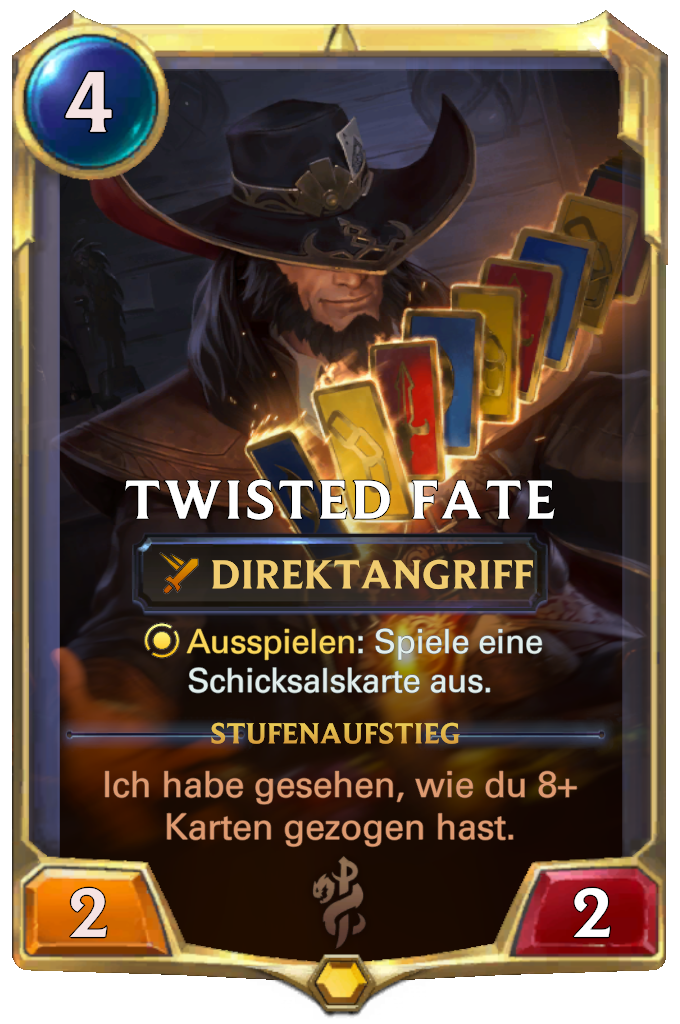 4
TWISTED FATE
DIREKTANGRIFF
Ausspielen: Spiele eine
Schicksalskarte aus.
STUFENAUFSTIEG
Ich habe gesehen, wie du 8+
Karten gezogen hast.
2
2